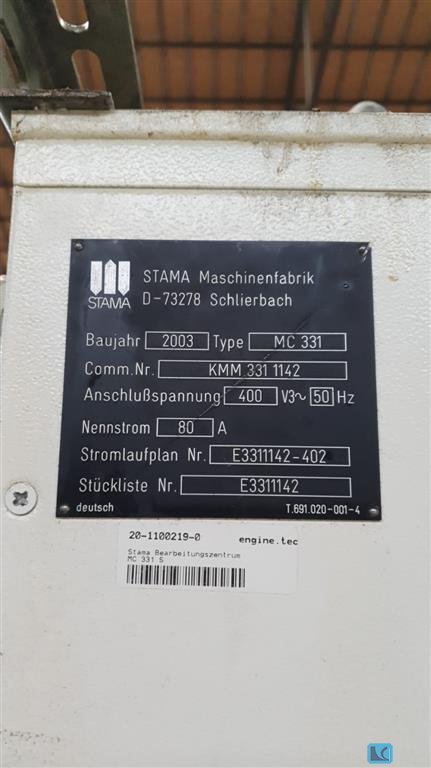 STAMA
STAMA Maschinenfabrik
D-73278 Schlierbach
Baujahr 2003 Type MC 331
Comm.Nr. KMM 331 1142
Anschlußspannung 400 V3~ 50 Hz
Nennstrom 80 A
Stromlaufplan Nr. E3311142-402
Stückliste Nr. E3311142
deutsch T.691.020-001-4
20-1100219-0 engine.tec
Stama Bearbeitungszentrum
MC 331 S